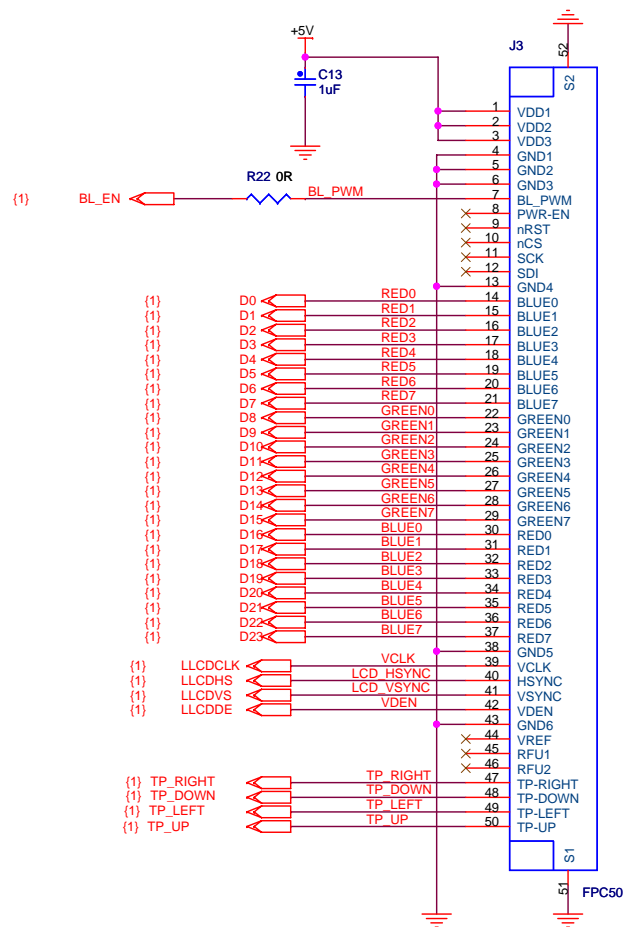 +5V
J3
52
S2
C13
1uF
1 VDD1
2 VDD2
3 VDD3
4 GND1
5 GND2
6 GND3
{1} BL_EN R22 0R BL_PWM 7 BL_PWM
8 PWR-EN
9 nRST
10 nCS
11 SCK
12 SDI
13 GND4
{1} D0 RED0 14 BLUE0
{1} D1 RED1 15 BLUE1
{1} D2 RED2 16 BLUE2
{1} D3 RED3 17 BLUE3
{1} D4 RED4 18 BLUE4
{1} D5 RED5 19 BLUE5
{1} D6 RED6 20 BLUE6
{1} D7 RED7 21 BLUE7
{1} D8 GREEN0 22 GREEN0
{1} D9 GREEN1 23 GREEN1
{1} D10 GREEN2 24 GREEN2
{1} D11 GREEN3 25 GREEN3
{1} D12 GREEN4 26 GREEN4
{1} D13 GREEN5 27 GREEN5
{1} D14 GREEN6 28 GREEN6
{1} D15 GREEN7 29 GREEN7
{1} D16 BLUE0 30 RED0
{1} D17 BLUE1 31 RED1
{1} D18 BLUE2 32 RED2
{1} D19 BLUE3 33 RED3
{1} D20 BLUE4 34 RED4
{1} D21 BLUE5 35 RED5
{1} D22 BLUE6 36 RED6
{1} D23 BLUE7 37 RED7
38 GND5
{1} LLCDCLK VCLK 39 VCLK
{1} LLCDHS LCD_HSYNC 40 HSYNC
{1} LLCDVS LCD_VSYNC 41 VSYNC
{1} LLCDDE VDEN 42 VDEN
43 GND6
44 VREF
45 RFU1
46 RFU2
{1} TP_RIGHT TP_RIGHT 47 TP-RIGHT
{1} TP_DOWN TP_DOWN 48 TP-DOWN
{1} TP_LEFT TP_LEFT 49 TP-LEFT
{1} TP_UP TP_UP 50 TP-UP
S1
51
FPC50